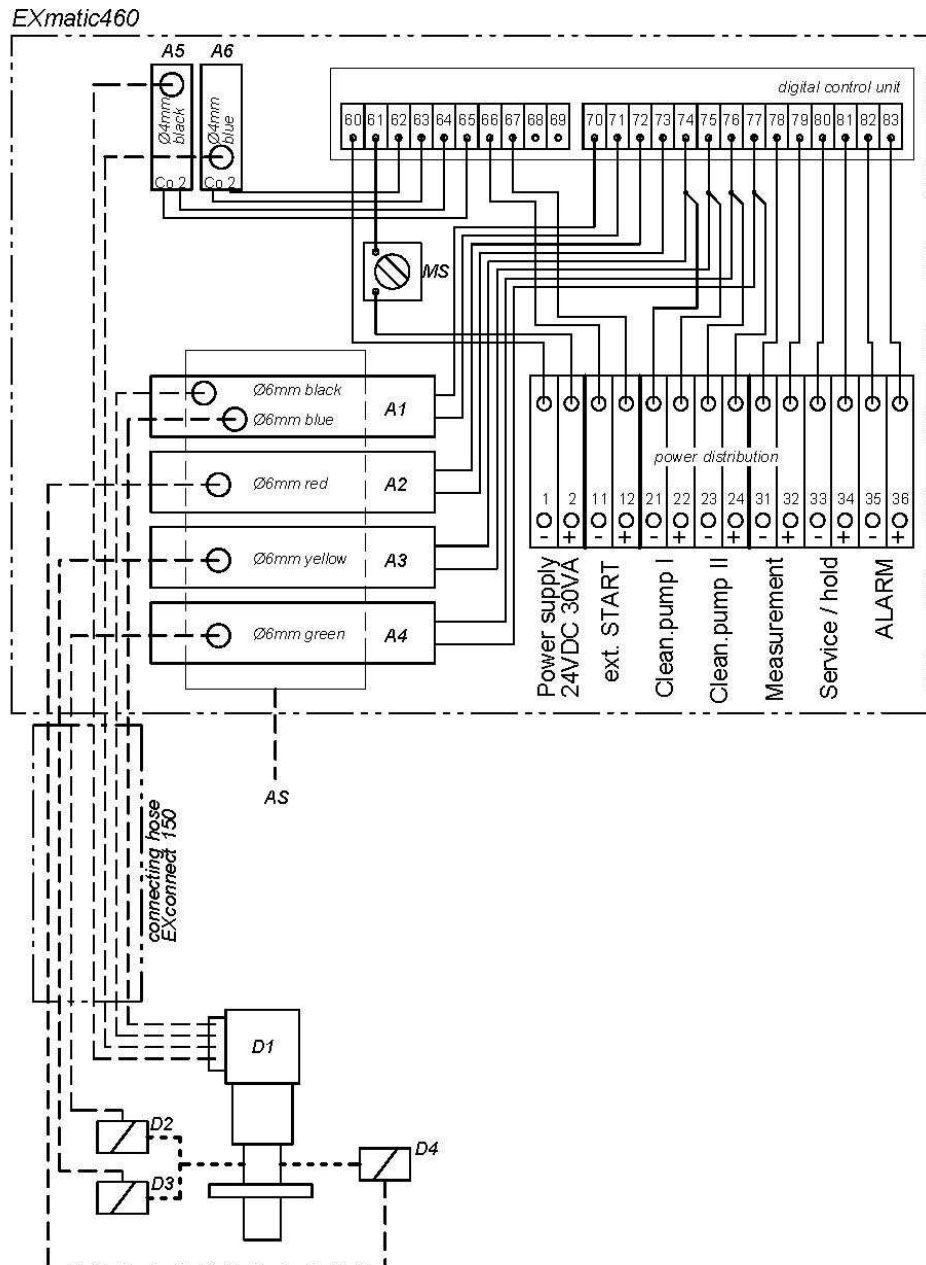 EXmatic460
A5 A6
digital control unit
Ø4mm
black
Ø4mm
blue
Co 2
Co 2
60 61 62 63 64 65 66 67 68 69
70 71 72 73 74 75 76 77 78 79 80 81 82 83
MS
Ø6mm black
Ø6mm blue
A1
Ø6mm red
A2
Ø6mm yellow
A3
Ø6mm green
A4
power distribution
1 2 11 12 21 22 23 24 31 32 33 34 35 36
- + - + - + - + - + - + - +
Power supply
24VDC 30VA
ext. START
Clean.pump I
Clean.pump II
Measurement
Service / hold
ALARM
AS
connecting hose
EXconnect 150
D1
D2
D3
D4